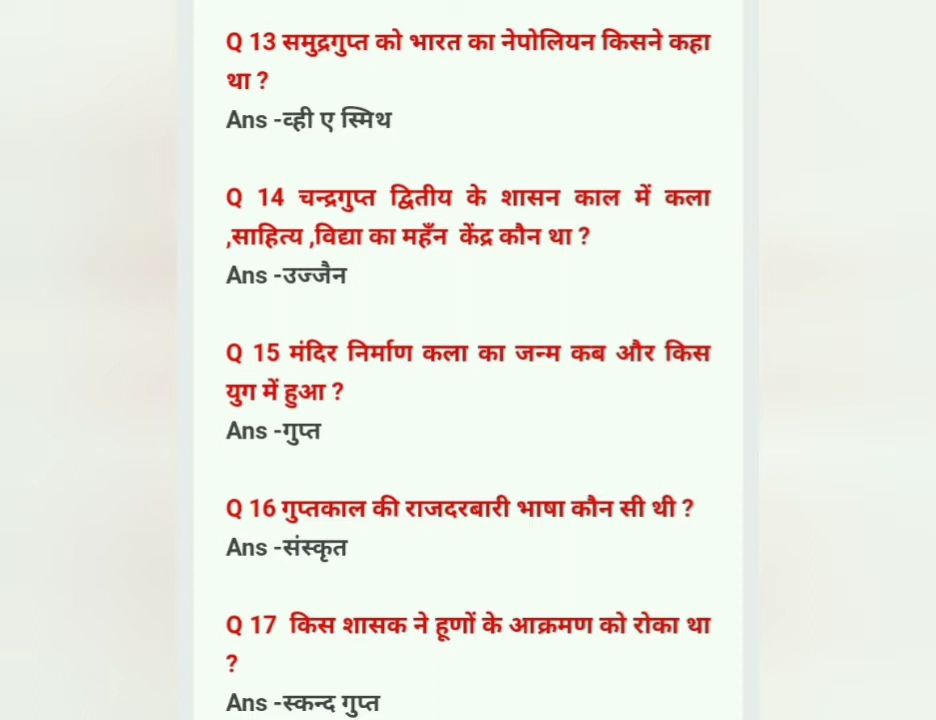 Q 13 समुद्रगुप्त को भारत का नेपोलियन किसने कहा
था ?
Ans -व्ही ए स्मिथ
Q 14 चन्द्रगुप्त द्वितीय के शासन काल में कला
,साहित्य ,विद्या का महँन केंद्र कौन था ?
Ans -उज्जैन
Q 15 मंदिर निर्माण कला का जन्म कब और किस
युग में हुआ ?
Ans -गुप्त
Q 16 गुप्तकाल की राजदरबारी भाषा कौन सी थी ?
Ans -संस्कृत
Q 17 किस शासक ने हूणों के आक्रमण को रोका था
?
Ans -स्कन्द गुप्त